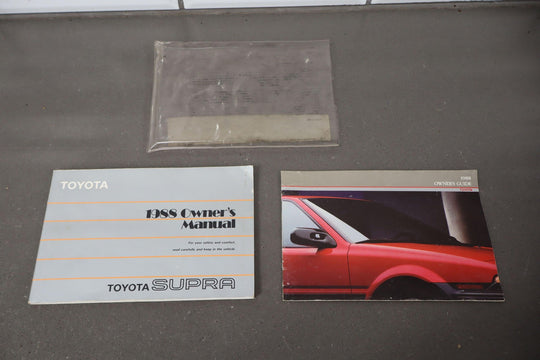 TOYOTA
1988 Owner's
Manual
For your safety and comfort,
read carefully and keep in the vehicle.
TOYOTA SUPRA
1988
OWNER'S GUIDE